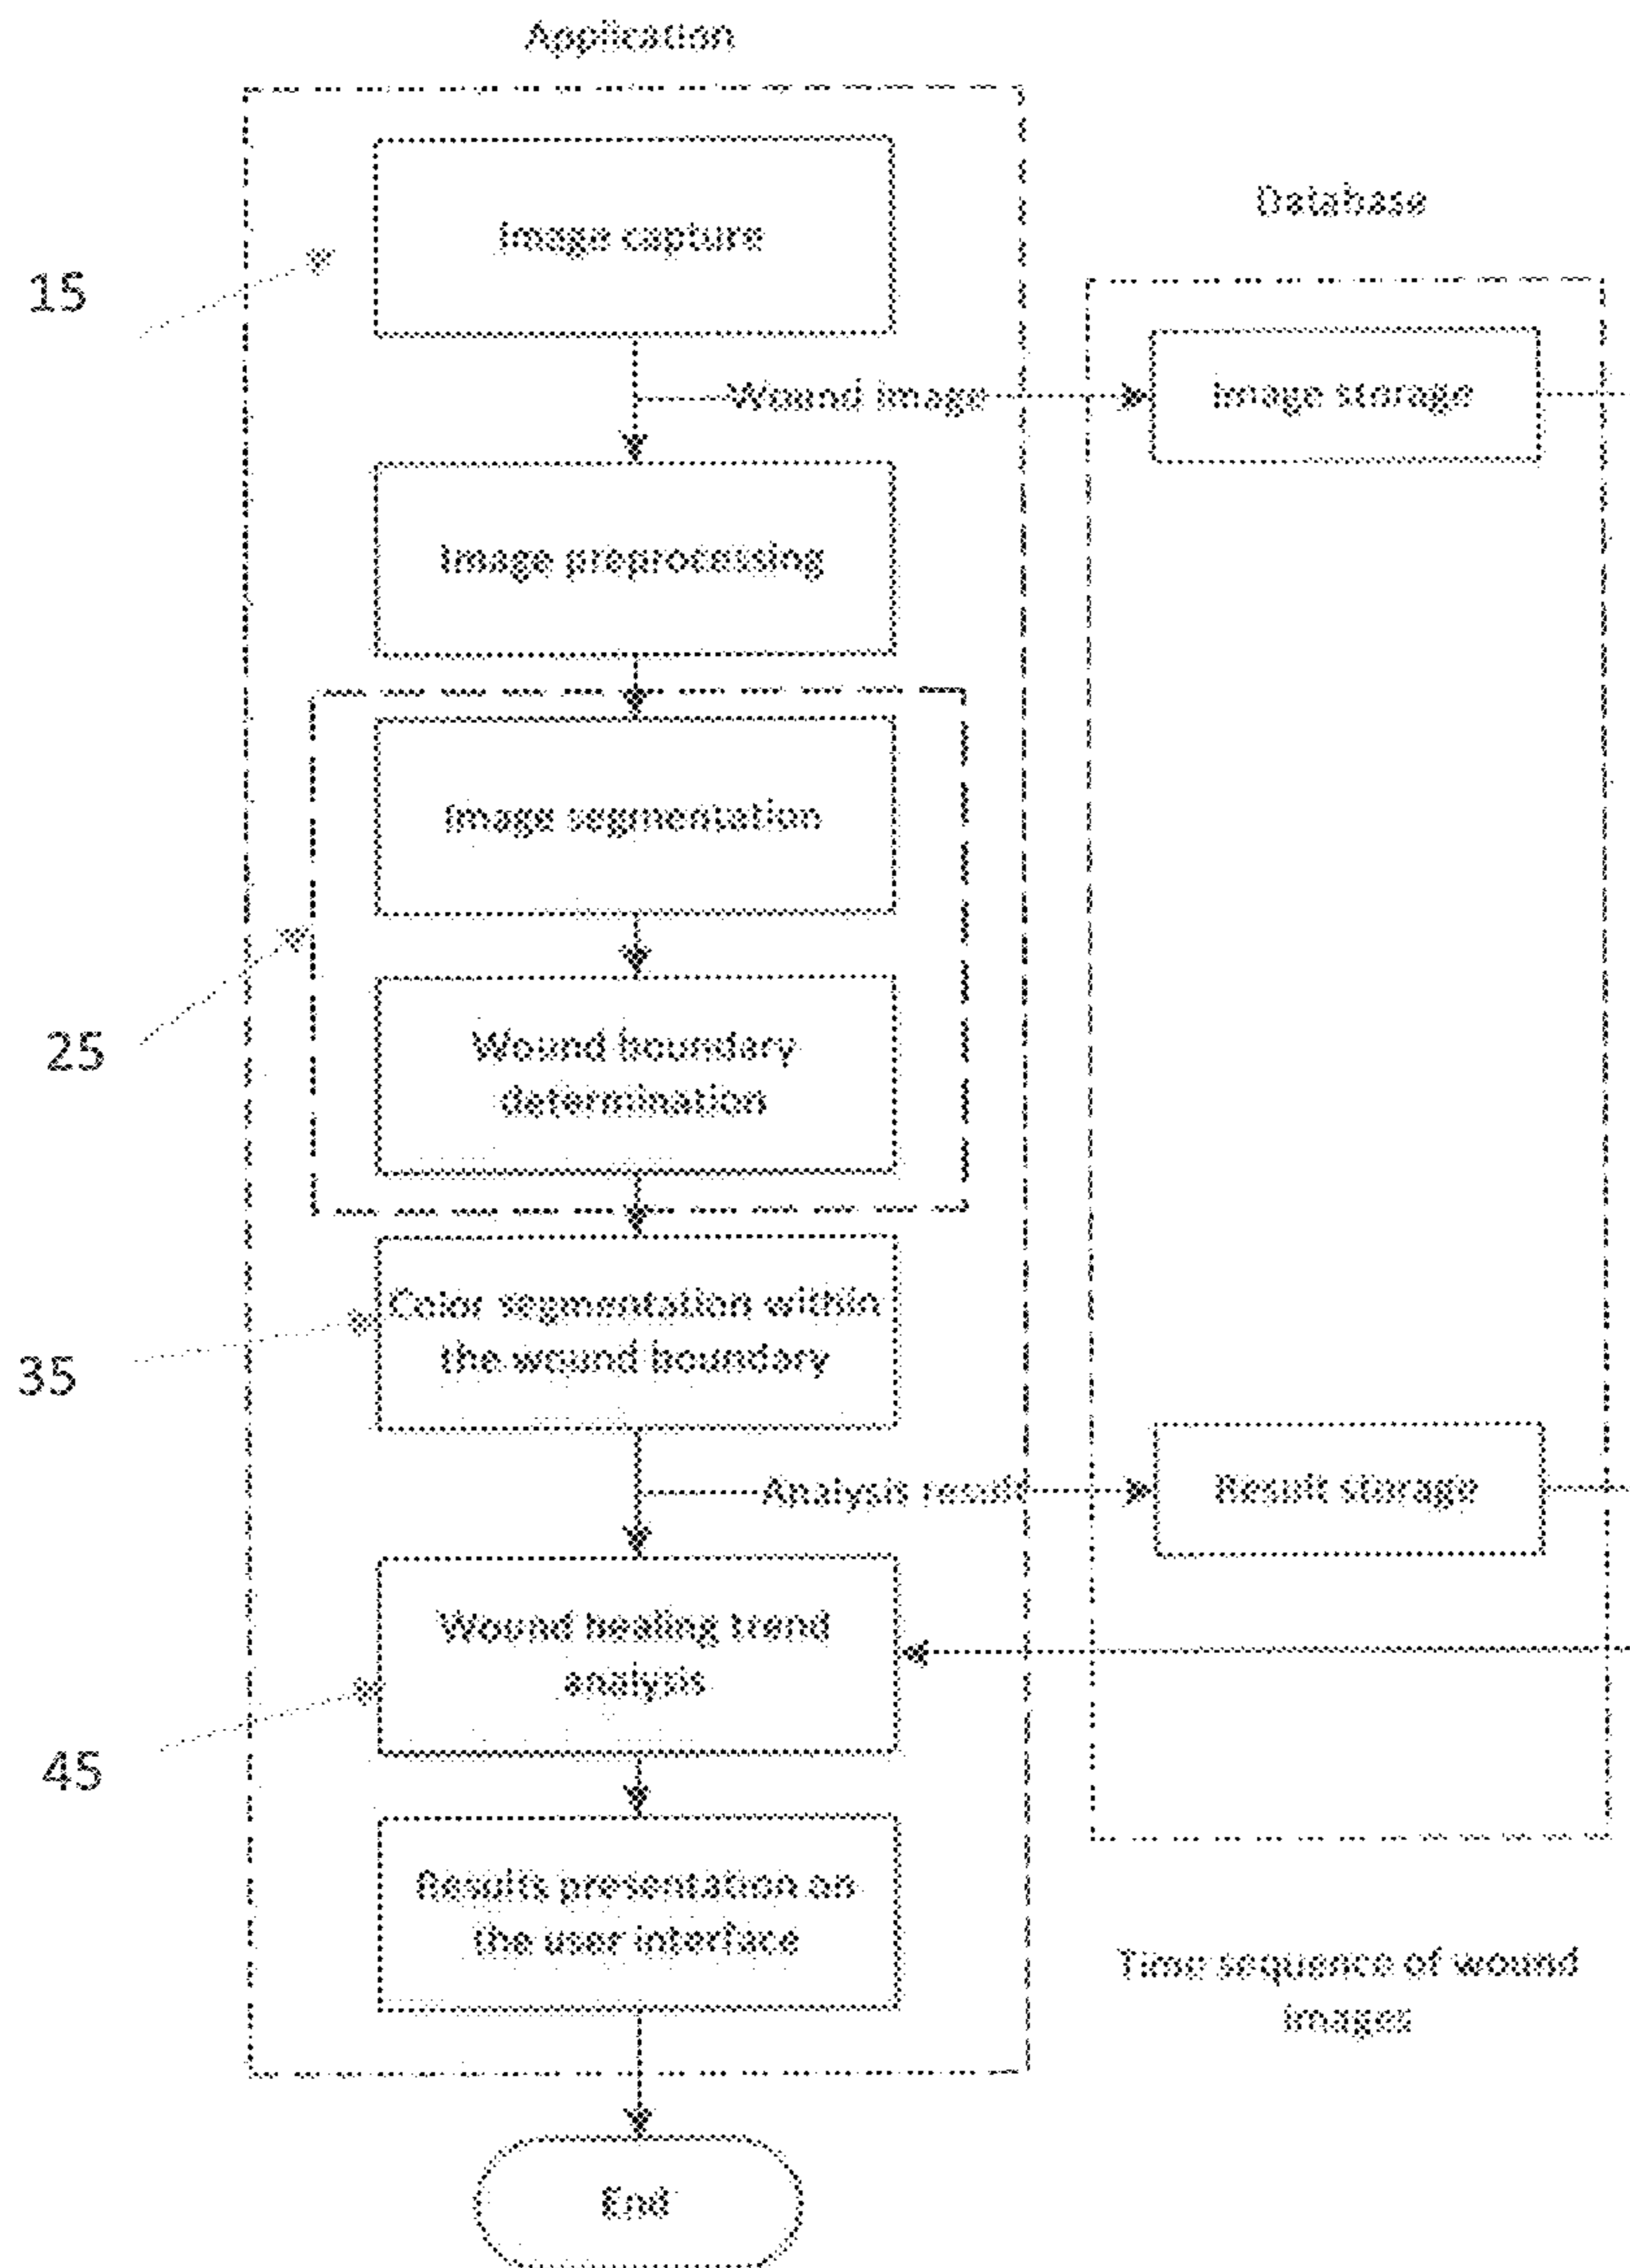 Application
Database
15
Image capture
Wound image
Image storage
Image preprocessing
Image segmentation
25
Wound boundary
determination
35
Color segmentation within
the wound boundary
Analysis result
Result storage
45
Wound healing trend
analysis
Results presentation on
the user interface
Time sequence of wound
images
End